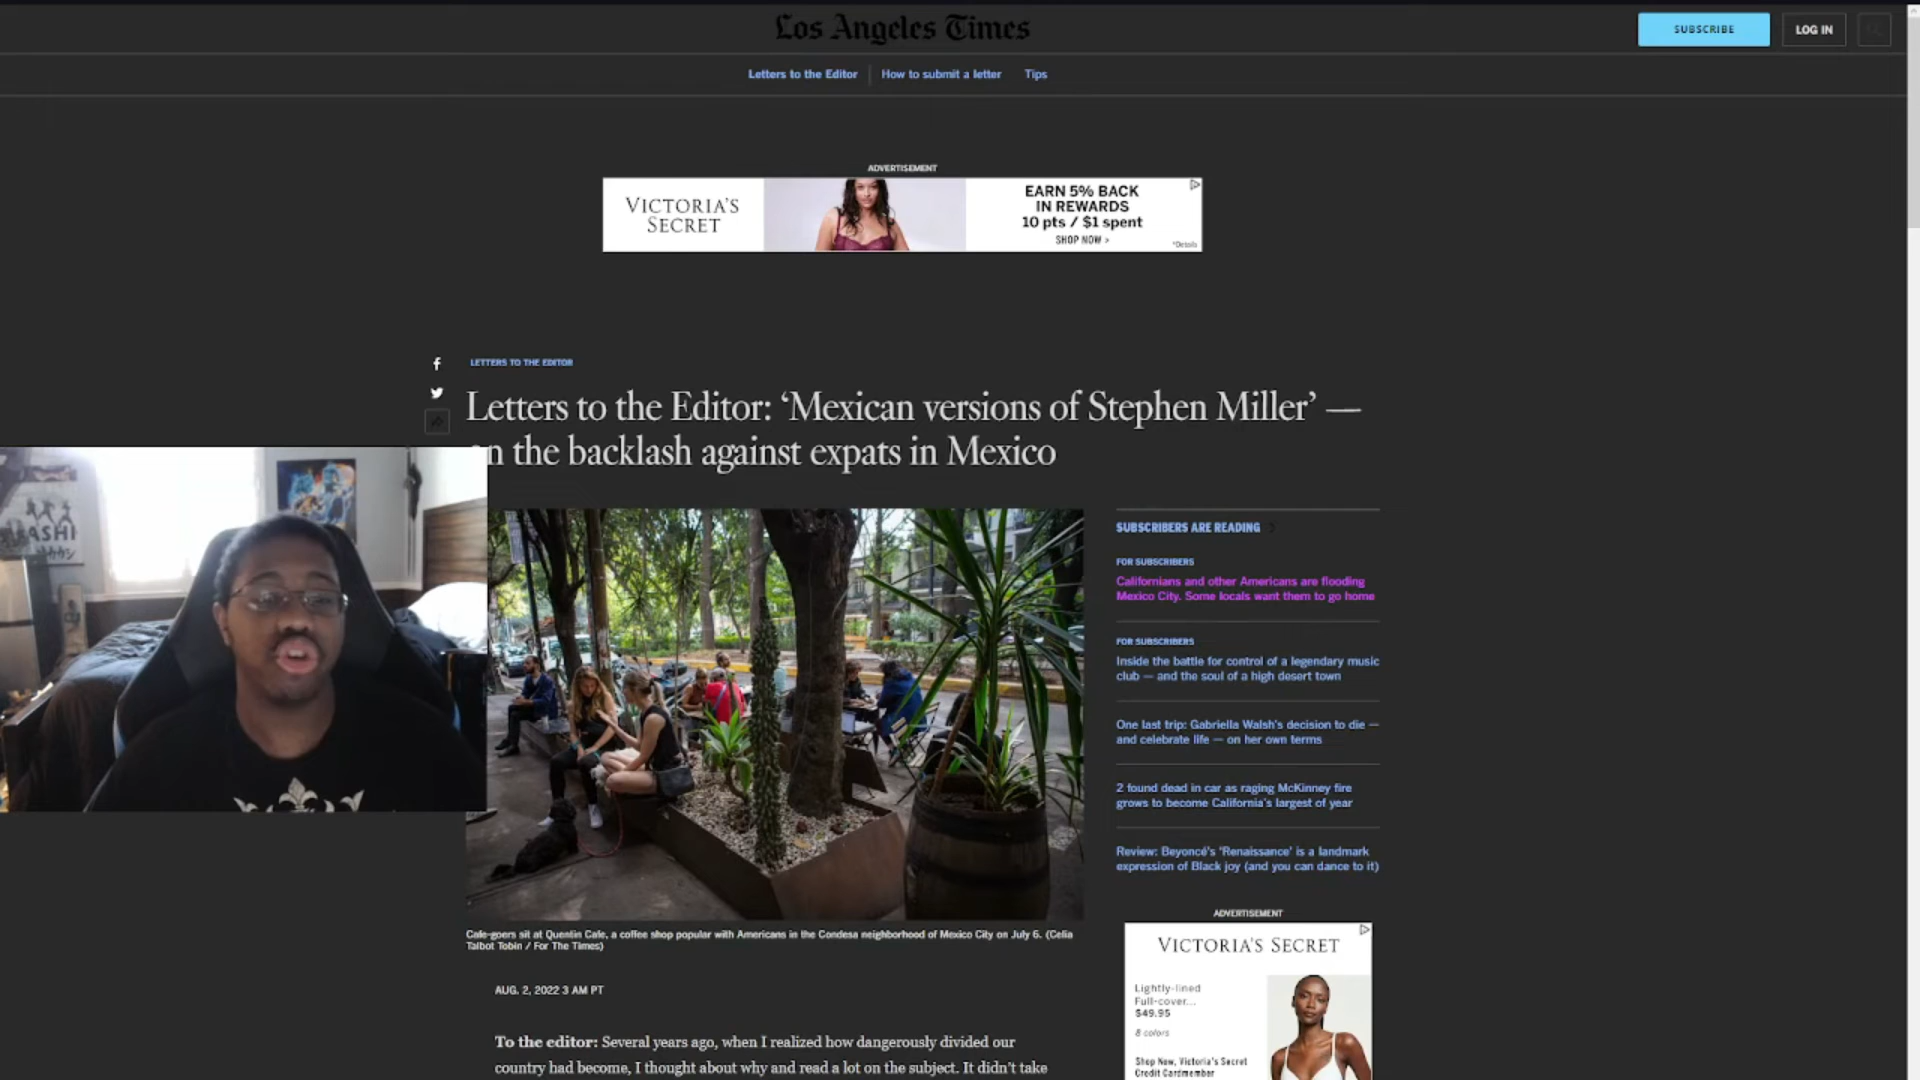 Los Angeles Times
SUBSCRIBE
LOG IN
Letters to the Editor
How to submit a letter
Tips
ADVERTISEMENT
VICTORIA'S
SECRET
EARN 5% BACK
IN REWARDS
10 pts / $1 spent
SHOP NOW >
*Details
LETTERS TO THE EDITOR
Letters to the Editor: ‘Mexican versions of Stephen Miller’ —
n the backlash against expats in Mexico
ASHI
SUBSCRIBERS ARE READING
FOR SUBSCRIBERS
Californians and other Americans are flooding
Mexico City. Some locals want them to go home
FOR SUBSCRIBERS
Inside the battle for control of a legendary music
club — and the soul of a high desert town
One last trip: Gabriella Walsh’s decision to die —
and celebrate life — on her own terms
2 found dead in car as raging McKinney fire
grows to become California’s largest of year
Review: Beyoncé’s ‘Renaissance’ is a landmark
expression of Black joy (and you can dance to it)
Cafe-goers sit at Quentin Cafe, a coffee shop popular with Americans in the Condesa neighborhood of Mexico City on July 6. (Celia
Talbot Tobin / For The Times)
AUG. 2, 2022 3 AM PT
To the editor: Several years ago, when I realized how dangerously divided our
country had become, I thought about why and read a lot on the subject. It didn’t take
ADVERTISEMENT
VICTORIA'S SECRET
Lightly-lined
Full-cover...
$49.95
8 colors
Shop Now, Victoria's Secret
Credit Cardmember